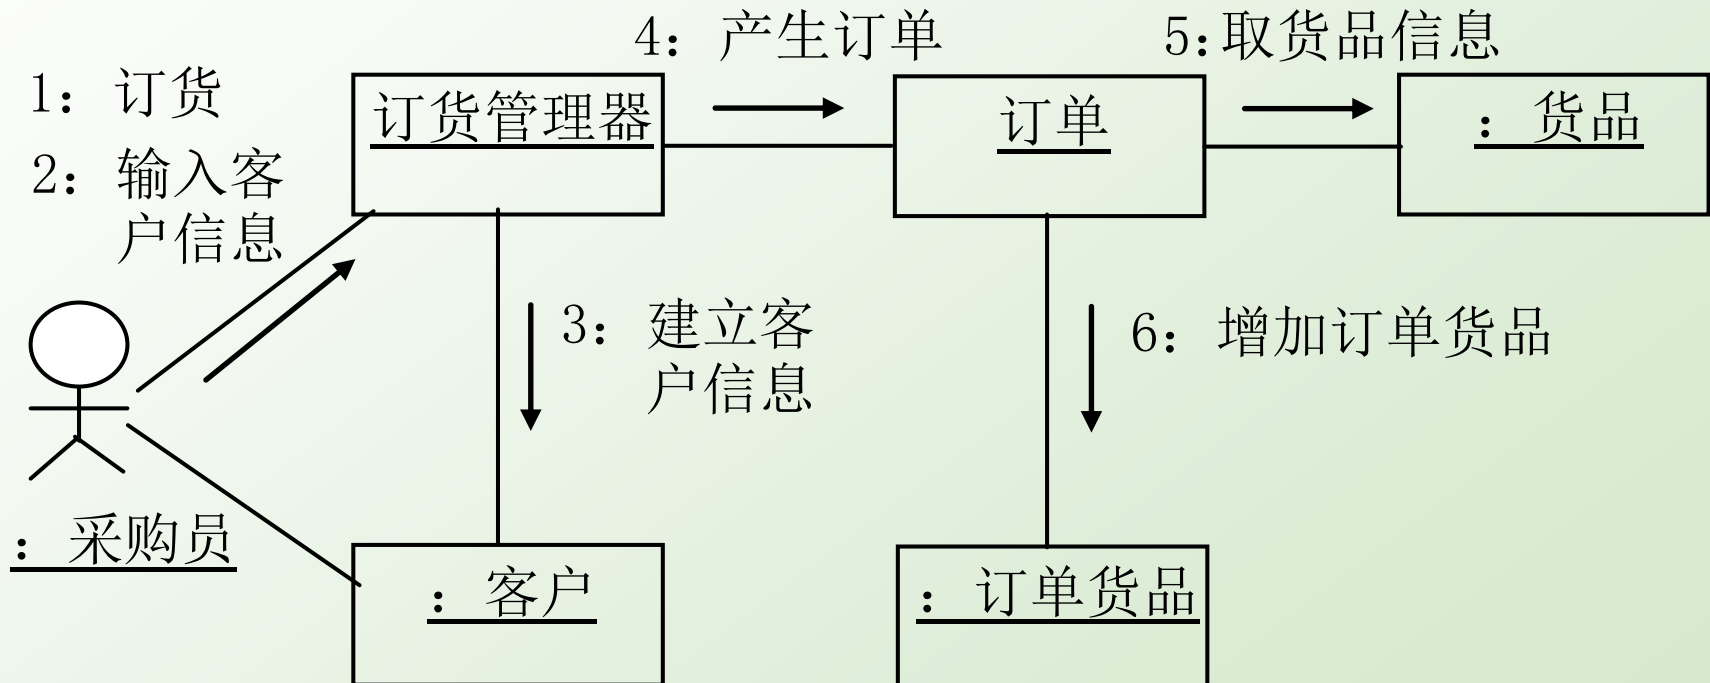 4：产生订单
5：取货品信息
1：订货
订货管理器
订单
：货品
2：输入客
户信息
3：建立客
户信息
6：增加订单货品
：采购员
：客户
：订单货品